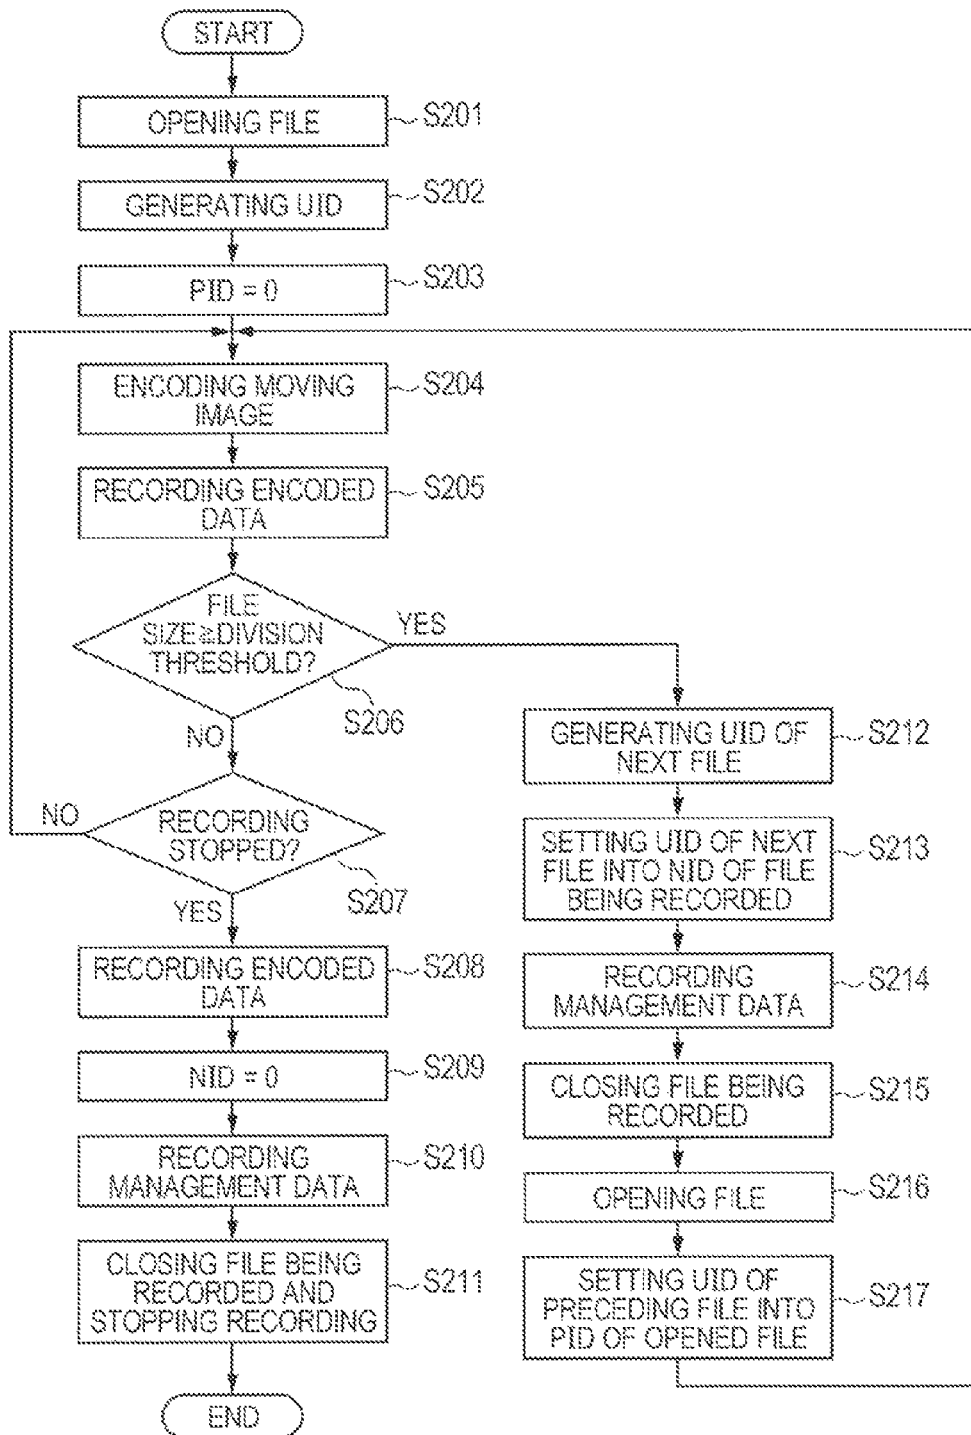 START
OPENING FILE
S201
GENERATING UID
S202
PID = 0
S203
ENCODING MOVING
IMAGE
S204
RECORDING ENCODED
DATA
S205
FILE
SIZE≧DIVISION
THRESHOLD?
YES
S206
NO
RECORDING
STOPPED?
NO
S207
YES
RECORDING ENCODED
DATA
S208
NID = 0
S209
RECORDING
MANAGEMENT DATA
S210
CLOSING FILE BEING
RECORDED AND
STOPPING RECORDING
S211
END
GENERATING UID OF
NEXT FILE
S212
SETTING UID OF NEXT
FILE INTO NID OF FILE
BEING RECORDED
S213
RECORDING
MANAGEMENT DATA
S214
CLOSING FILE BEING
RECORDED
S215
OPENING FILE
S216
SETTING UID OF
PRECEDING FILE INTO
PID OF OPENED FILE
S217